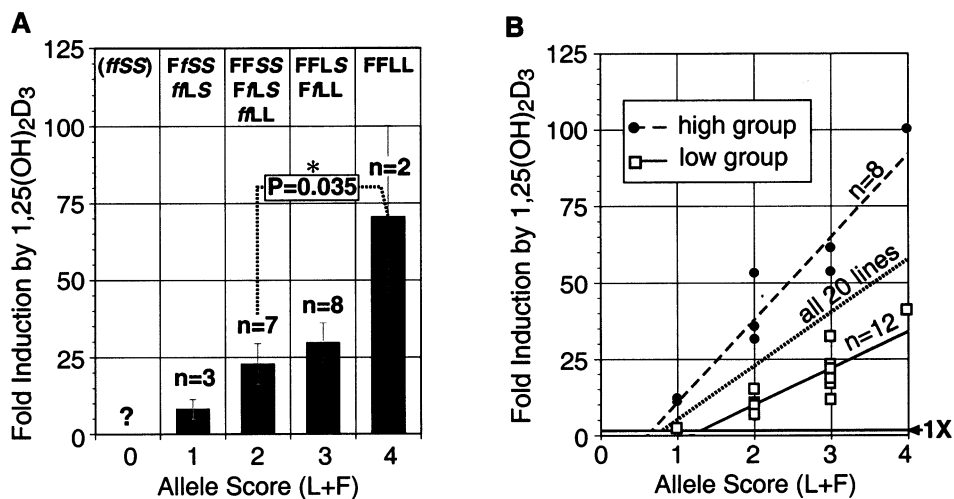 A
Fold Induction by 1,25(OH)₂D₃
125
100
75
50
25
0
(ffSS)
FfSS
ffLS
FFSS
FfLS
ffLL
FFLS
FfLL
FFLL
*
P=0.035
n=2
n=8
n=7
n=3
?
0 1 2 3 4
Allele Score (L+F)
B
Fold Induction by 1,25(OH)₂D₃
125
100
75
50
25
0
high group
low group
n=8
all 20 lines
n=12
1X
0 1 2 3 4
Allele Score (L+F)